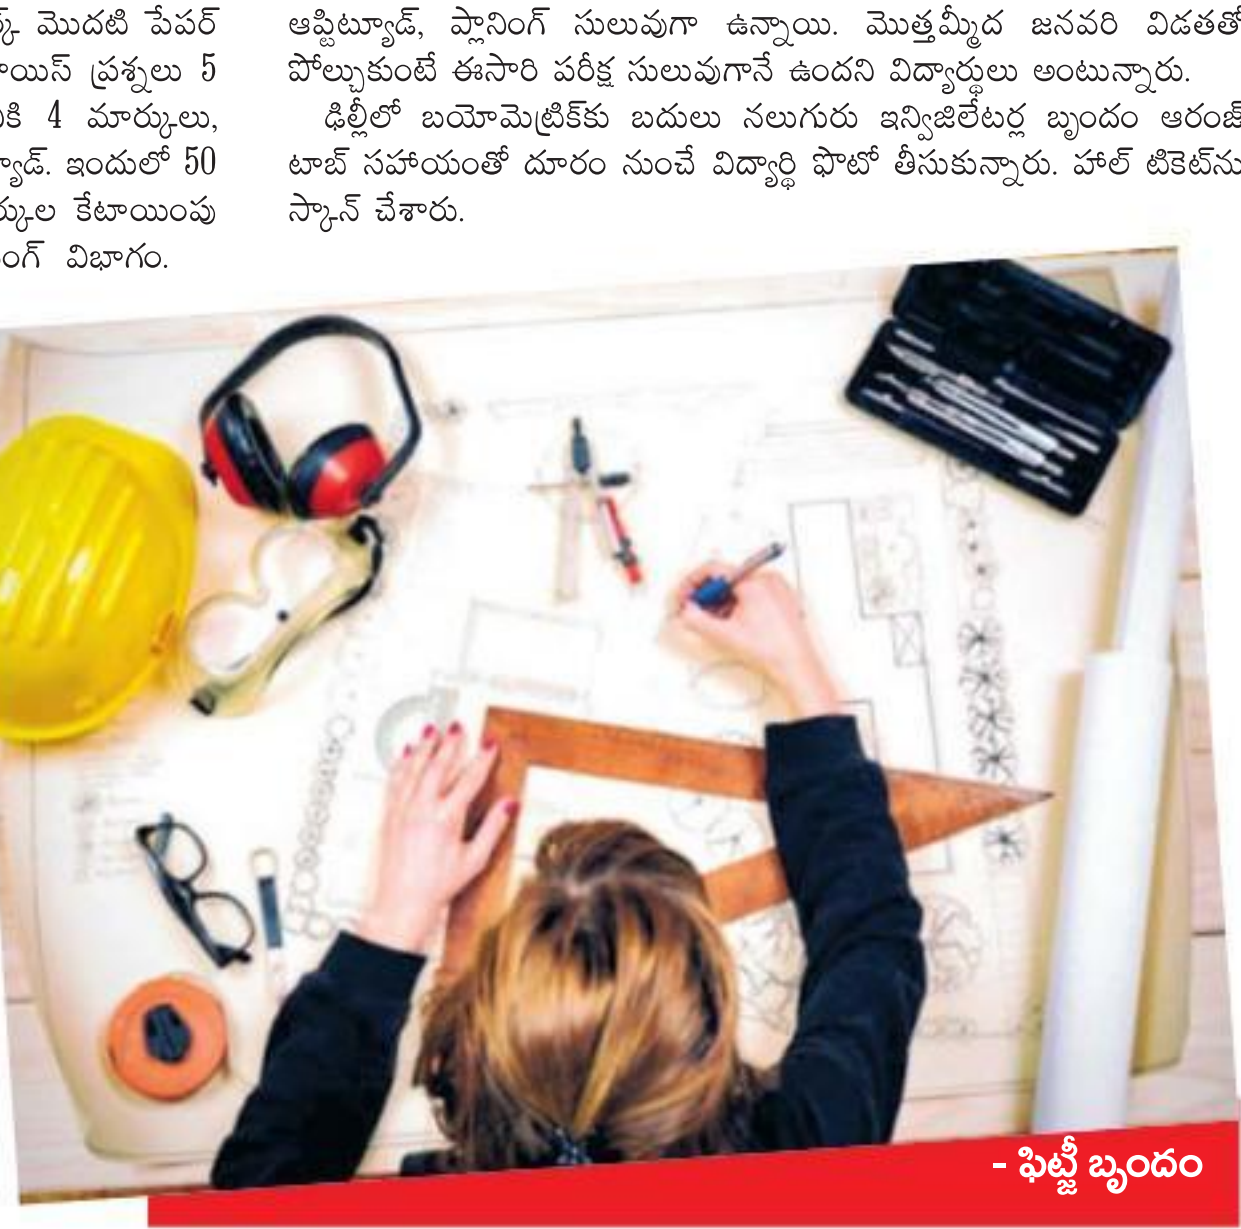 మొదటి పేపర్
ప్రశ్నలు 5
4 మార్కులు,
ఇందులో 50
కేటాయింపు
విభాగం.
ఆప్టిట్యూడ్, ప్లానింగ్ సులువుగా ఉన్నాయి. మొత్తమ్మీద జనవరి విడతతో
పోల్చుకుంటే ఈసారి పరీక్ష సులువుగానే ఉందని విద్యార్థులు అంటున్నారు.
ఢిల్లీలో బయోమెట్రిక్‌కు బదులు నలుగురు ఇన్విజిలేటర్ల బృందం ఆరంజ్
టాబ్ సహాయంతో దూరం నుంచే విద్యార్థి ఫొటో తీసుకున్నారు. హాల్ టికెట్‌ను
స్కాన్ చేశారు.
- ఫిట్జీ బృందం